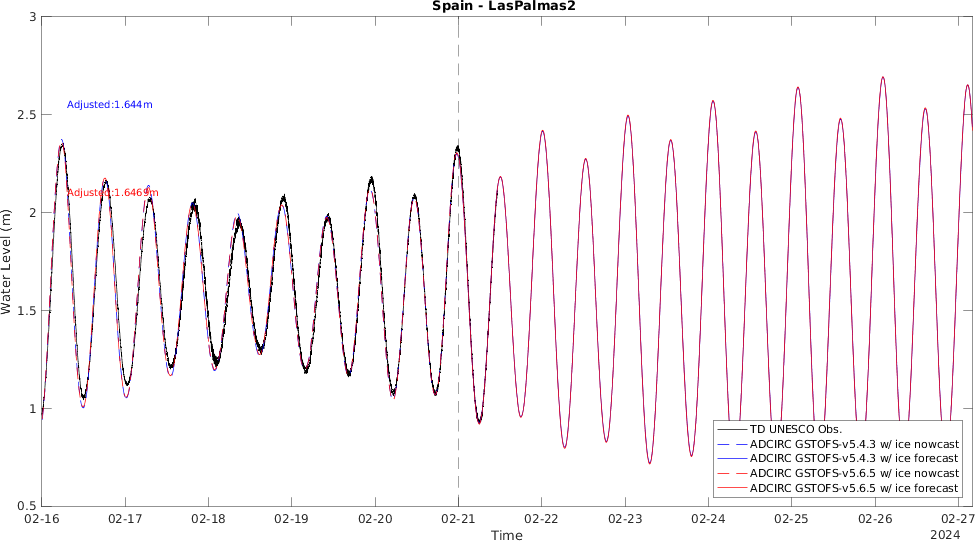 Spain - LasPalmas2
3
2.5
2
1.5
1
0.5
Water Level (m)
Adjusted:1.644m
Adjusted:1.6469m
TD UNESCO Obs.
ADCIRC GSTOFS-v5.4.3 w/ ice nowcast
ADCIRC GSTOFS-v5.4.3 w/ ice forecast
ADCIRC GSTOFS-v5.6.5 w/ ice nowcast
ADCIRC GSTOFS-v5.6.5 w/ ice forecast
02-16 02-17 02-18 02-19 02-20 02-21 02-22 02-23 02-24 02-25 02-26 02-27
Time
2024